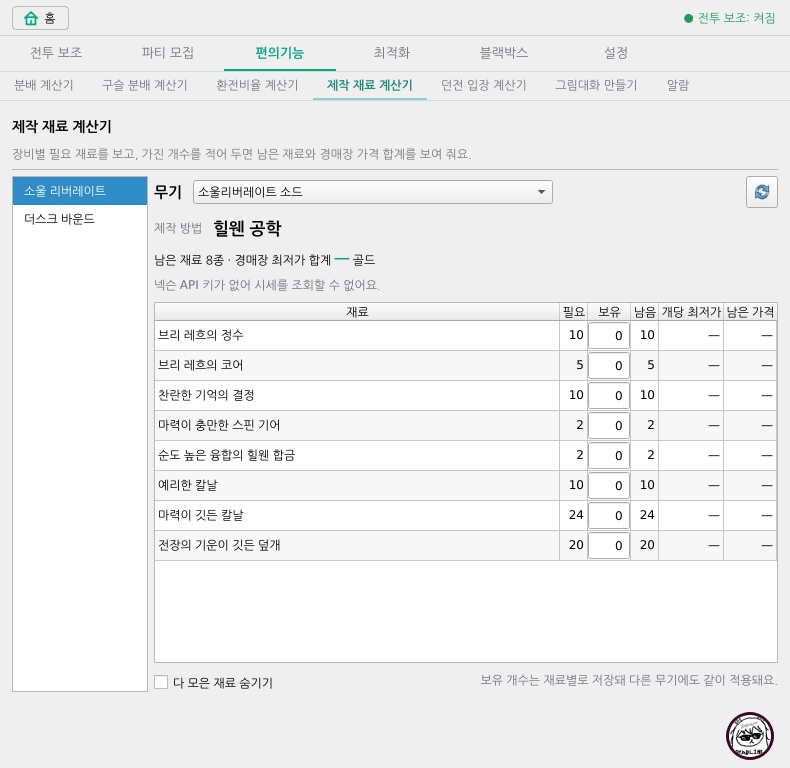 홈
전투 보조: 켜짐
전투 보조 파티 모집 편의기능 최적화 블랙박스 설정
분배 계산기 구슬 분배 계산기 환전비율 계산기 제작 재료 계산기 던전 입장 계산기 그림대화 만들기 알람
제작 재료 계산기
장비별 필요 재료를 보고, 가진 개수를 적어 두면 남은 재료와 경매장 가격 합계를 보여 줘요.
소울 리버레이트
더스크 바운드
무기 소울리버레이트 소드
제작 방법 힐웬 공학
남은 재료 8종 · 경매장 최저가 합계 — 골드
넥슨 API 키가 없어 시세를 조회할 수 없어요.
재료 필요 보유 남음 개당 최저가 남은 가격
브리 레흐의 정수 10 0 10 — —
브리 레흐의 코어 5 0 5 — —
찬란한 기억의 결정 10 0 10 — —
마력이 충만한 스핀 기어 2 0 2 — —
순도 높은 융합의 힐웬 합금 2 0 2 — —
예리한 칼날 10 0 10 — —
마력이 깃든 칼날 24 0 24 — —
전장의 기운이 깃든 덮개 20 0 20 — —
다 모은 재료 숨기기
보유 개수는 재료별로 저장돼 다른 무기에도 같이 적용돼요.